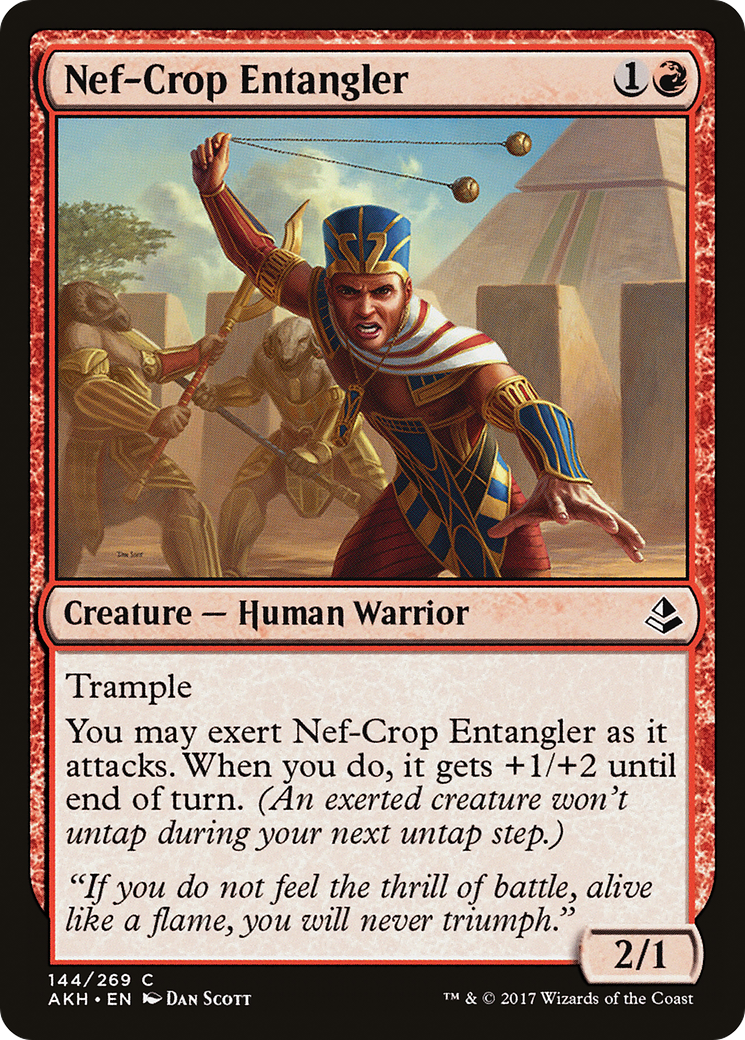 Nef-Crop Entangler 1
Dan Scott
Creature — Human Warrior
Trample
You may exert Nef-Crop Entangler as it
attacks. When you do, it gets +1/+2 until
end of turn. (An exerted creature won't
untap during your next untap step.)
“If you do not feel the thrill of battle, alive
like a flame, you will never triumph.”
2/1
144/269 C
AKH • EN Dan Scott
™ & © 2017 Wizards of the Coast